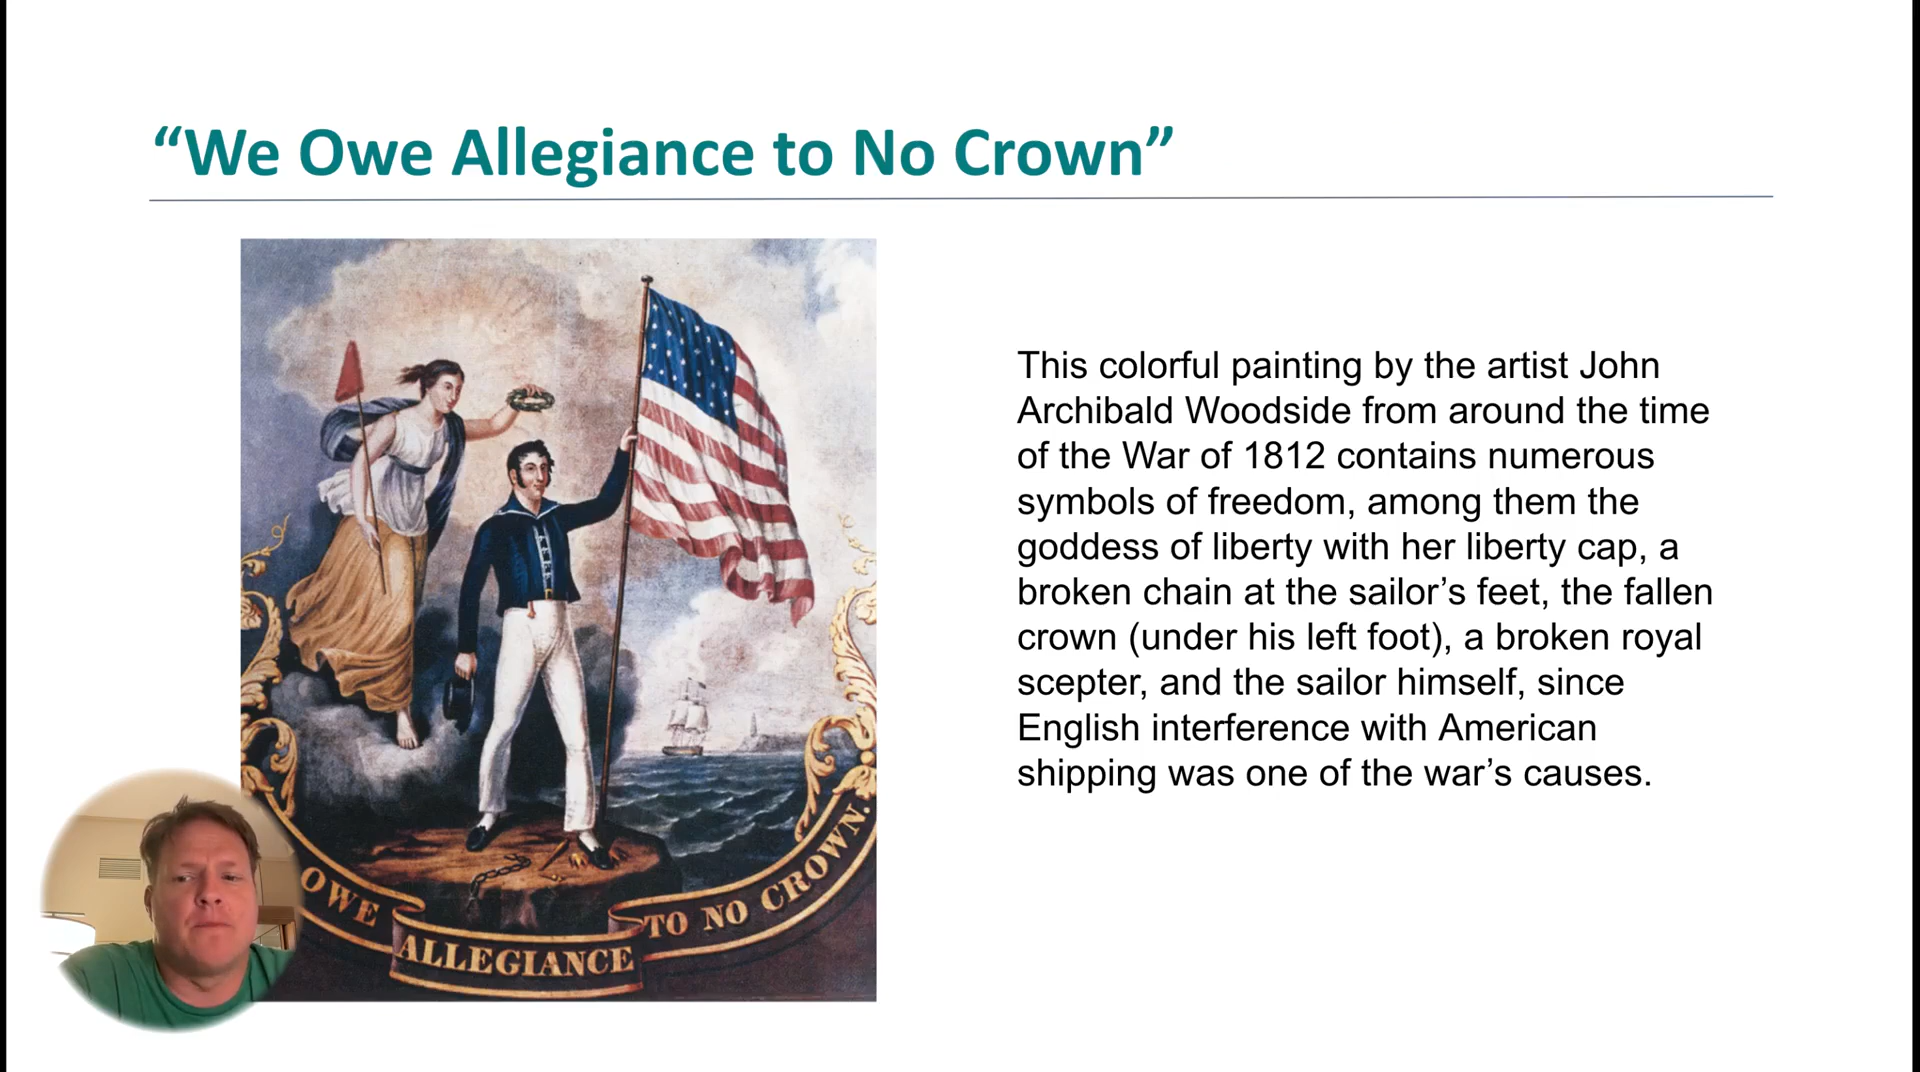 “We Owe Allegiance to No Crown”
This colorful painting by the artist John
Archibald Woodside from around the time
of the War of 1812 contains numerous
symbols of freedom, among them the
goddess of liberty with her liberty cap, a
broken chain at the sailor’s feet, the fallen
crown (under his left foot), a broken royal
scepter, and the sailor himself, since
English interference with American
shipping was one of the war’s causes.
OWE
ALLEGIANCE
TO NO CROWN.